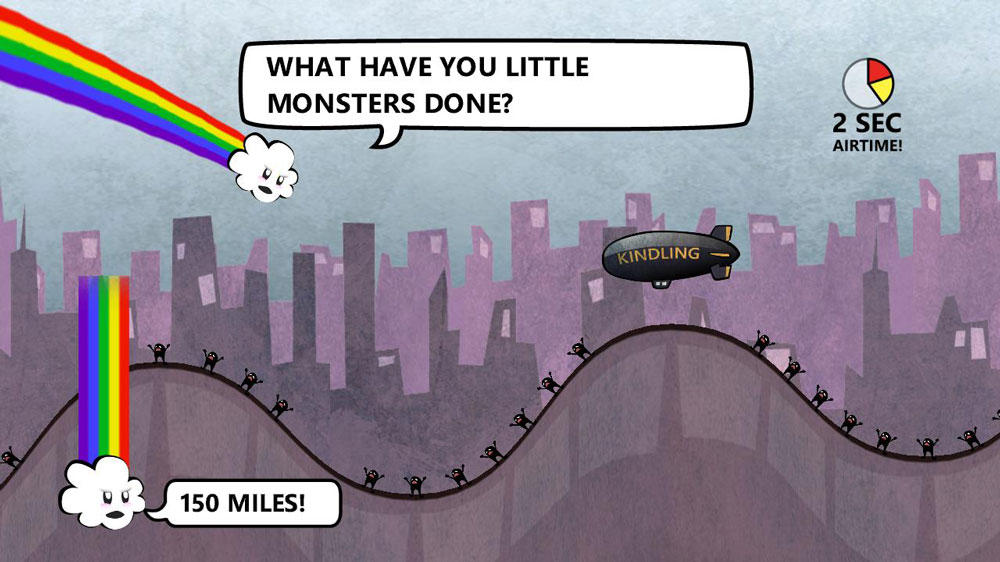 WHAT HAVE YOU LITTLE
MONSTERS DONE?
2 SEC
AIRTIME!
KINDLING
150 MILES!